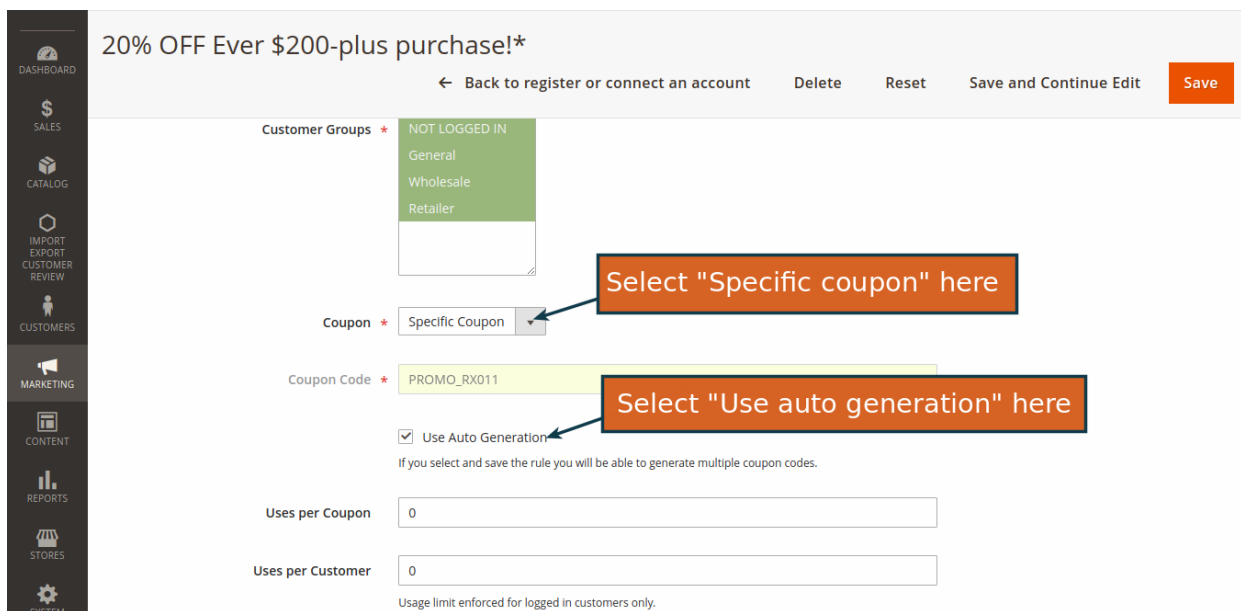 20% OFF Ever $200-plus purchase!*
← Back to register or connect an account Delete Reset Save and Continue Edit Save
DASHBOARD
SALES
CATALOG
IMPORT
EXPORT
CUSTOMER
REVIEW
CUSTOMERS
MARKETING
CONTENT
REPORTS
STORES
SYSTEM
Customer Groups *
NOT LOGGED IN
General
Wholesale
Retailer
Select "Specific coupon" here
Coupon * Specific Coupon
Coupon Code * PROMO_RX011
Select "Use auto generation" here
Use Auto Generation
If you select and save the rule you will be able to generate multiple coupon codes.
Uses per Coupon 0
Uses per Customer 0
Usage limit enforced for logged in customers only.